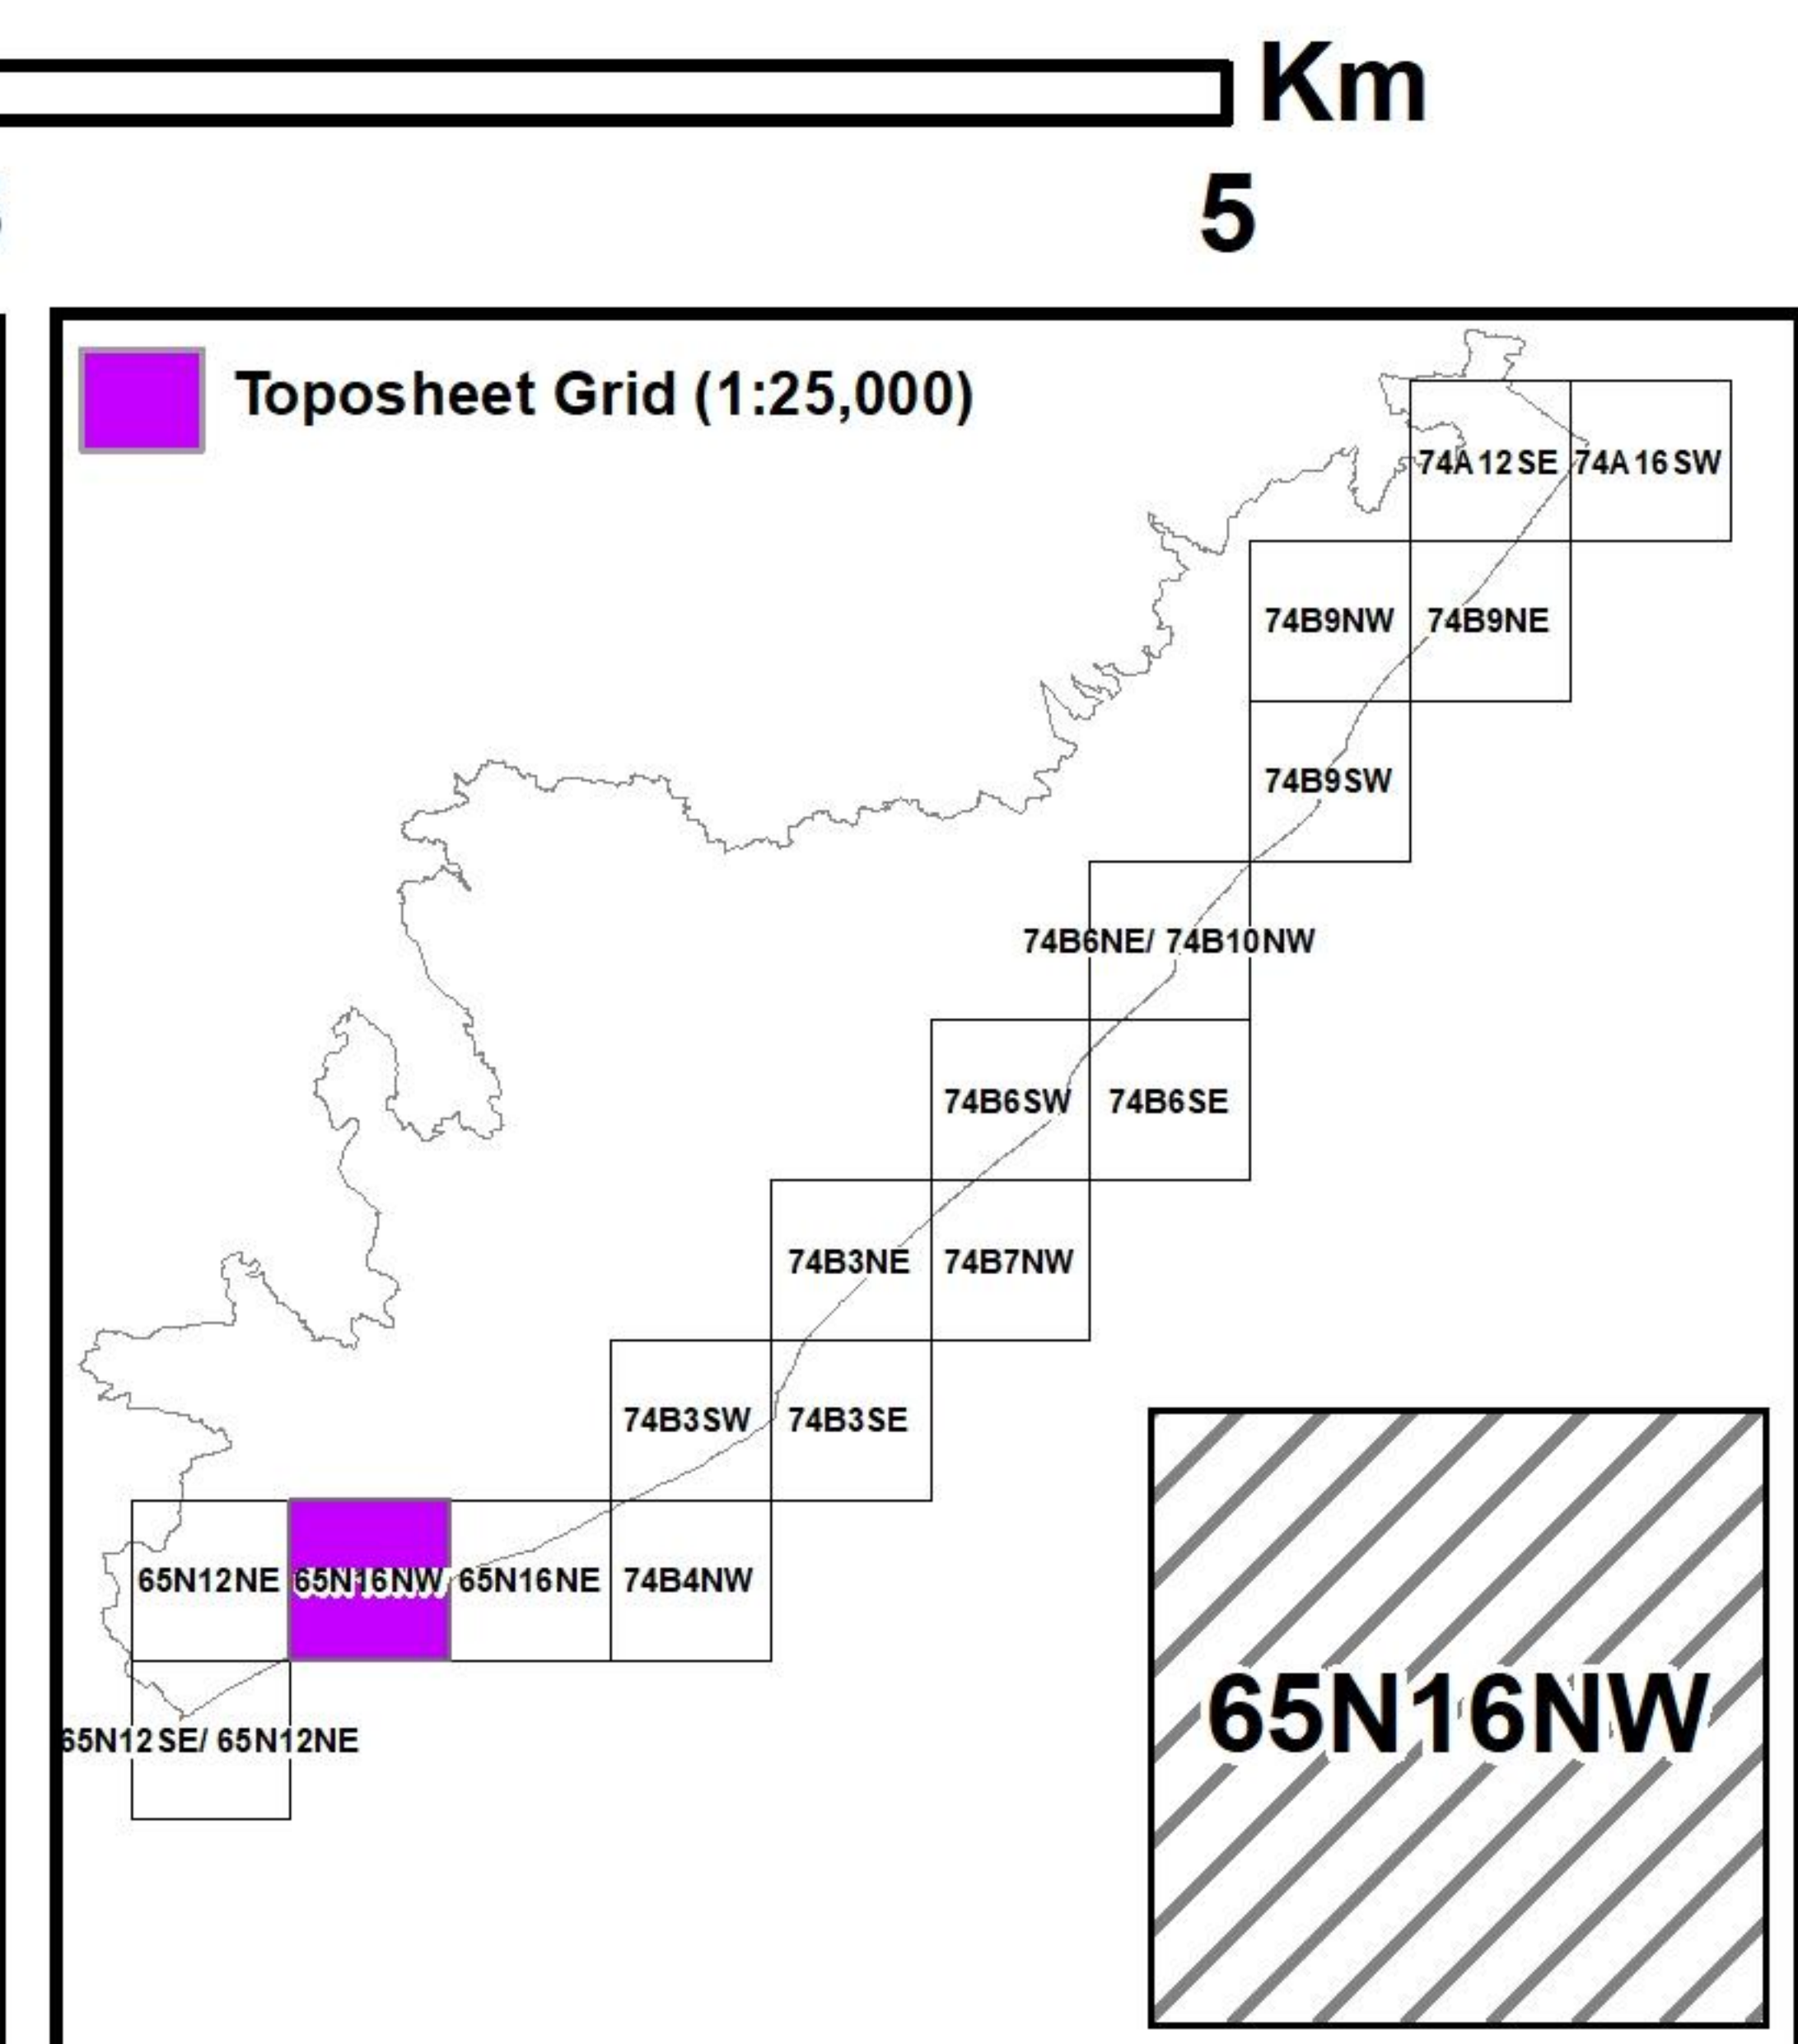 Km
5
Toposheet Grid (1:25,000)
74A12SE 74A16SW
74B9NW 74B9NE
74B9SW
74B6NE/ 74B10NW
74B6SW 74B6SE
74B3NE 74B7NW
74B3SW 74B3SE
65N12NE 65N16NW 65N16NE 74B4NW
65N12SE/ 65N12NE
65N16NW